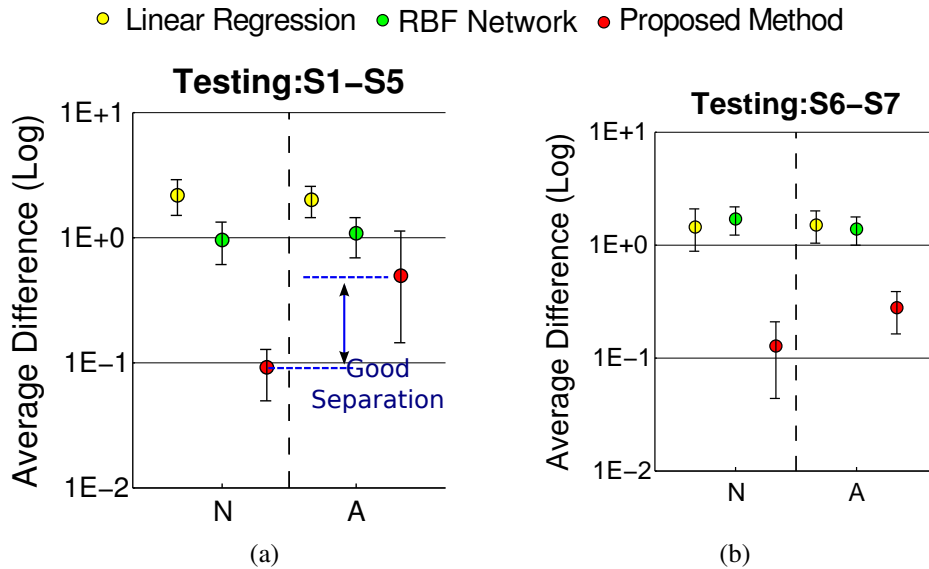 Linear Regression RBF Network Proposed Method
Testing:S1−S5
Average Difference (Log)
1E+1
1E+0
1E−1
1E−2
Good
Separation
N A
(a)
Testing:S6−S7
Average Difference (Log)
1E+1
1E+0
1E−1
1E−2
N A
(b)